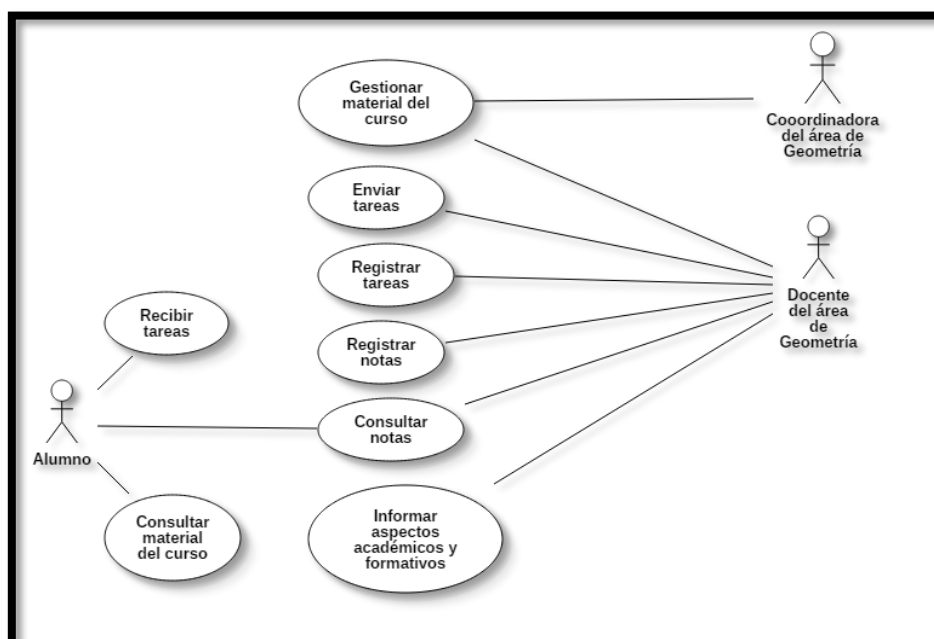 Gestionar
material del
curso
Cooordinadora
del área de
Geometría
Enviar
tareas
Registrar
tareas
Docente
del área
de
Geometría
Recibir
tareas
Registrar
notas
Alumno
Consultar
notas
Consultar
material
del curso
Informar
aspectos
académicos y
formativos